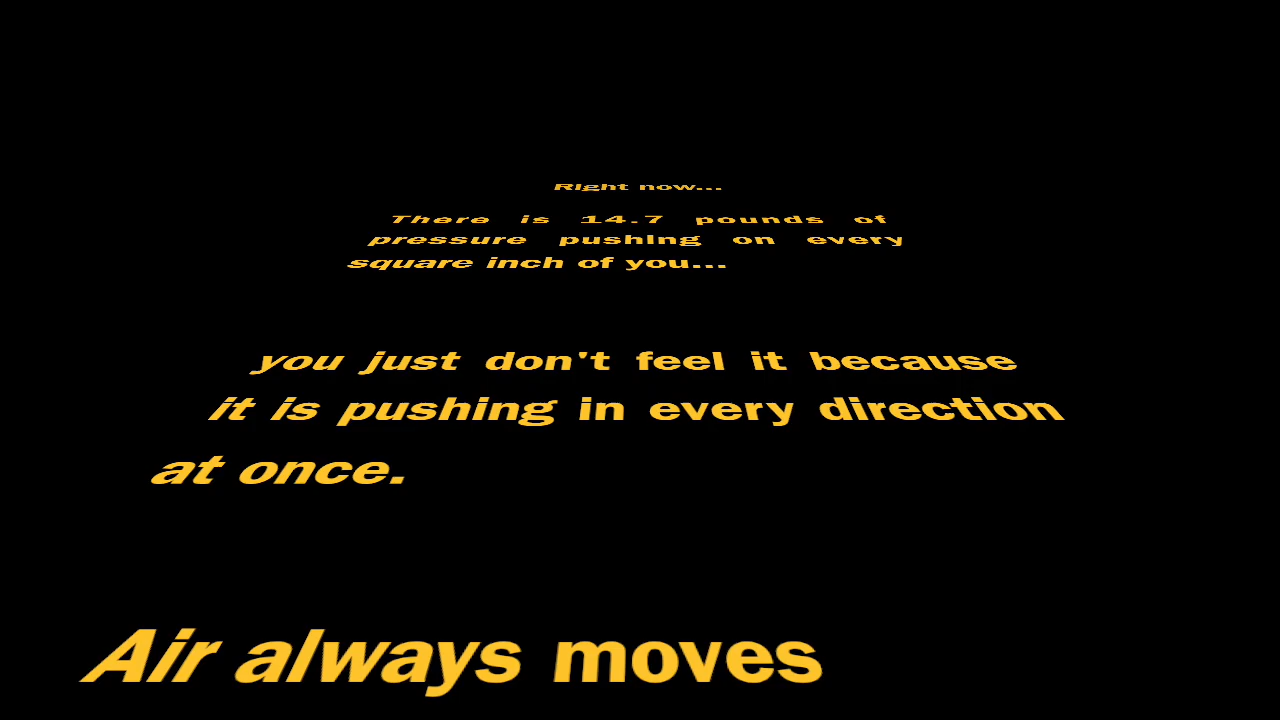 Right now...
There is 14.7 pounds of
pressure pushing on every
square inch of you...
you just don't feel it because
it is pushing in every direction
at once.
Air always moves